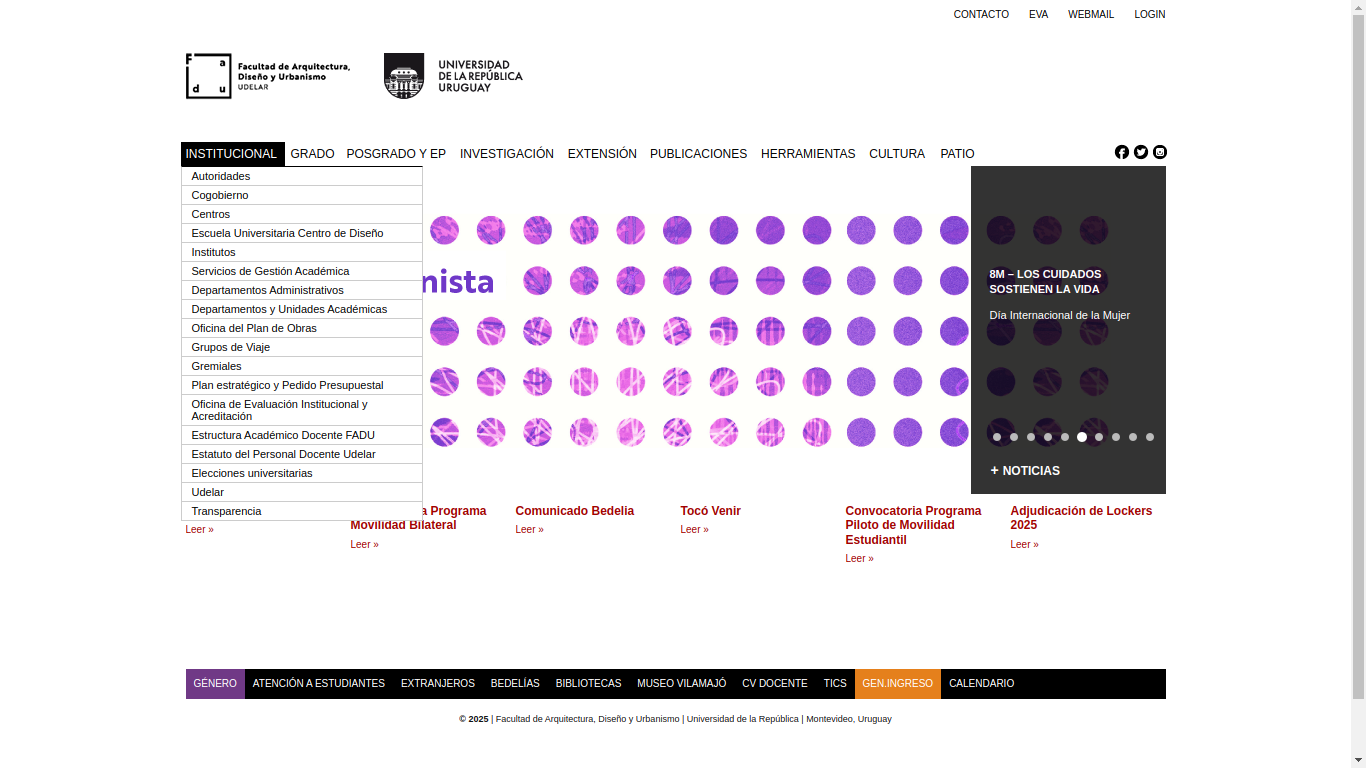 CONTACTO EVA WEBMAIL LOGIN
F a
d u
Facultad de Arquitectura,
Diseño y Urbanismo
UDELAR
UNIVERSIDAD
DE LA REPÚBLICA
URUGUAY
INSTITUCIONAL GRADO POSGRADO Y EP INVESTIGACIÓN EXTENSIÓN PUBLICACIONES HERRAMIENTAS CULTURA PATIO
Autoridades
Cogobierno
Centros
Escuela Universitaria Centro de Diseño
Institutos
Servicios de Gestión Académica
Departamentos Administrativos
Departamentos y Unidades Académicas
Oficina del Plan de Obras
Grupos de Viaje
Gremiales
Plan estratégico y Pedido Presupuestal
Oficina de Evaluación Institucional y
Acreditación
Estructura Académico Docente FADU
Estatuto del Personal Docente Udelar
Elecciones universitarias
Udelar
Transparencia
nista
8M – LOS CUIDADOS
SOSTIENEN LA VIDA
Día Internacional de la Mujer
+ NOTICIAS
Leer »
a Programa
Movilidad Bilateral
Leer »
Comunicado Bedelia
Leer »
Tocó Venir
Leer »
Convocatoria Programa
Piloto de Movilidad
Estudiantil
Leer »
Adjudicación de Lockers
2025
Leer »
GÉNERO ATENCIÓN A ESTUDIANTES EXTRANJEROS BEDELÍAS BIBLIOTECAS MUSEO VILAMAJÓ CV DOCENTE TICS GEN.INGRESO CALENDARIO
© 2025 | Facultad de Arquitectura, Diseño y Urbanismo | Universidad de la República | Montevideo, Uruguay